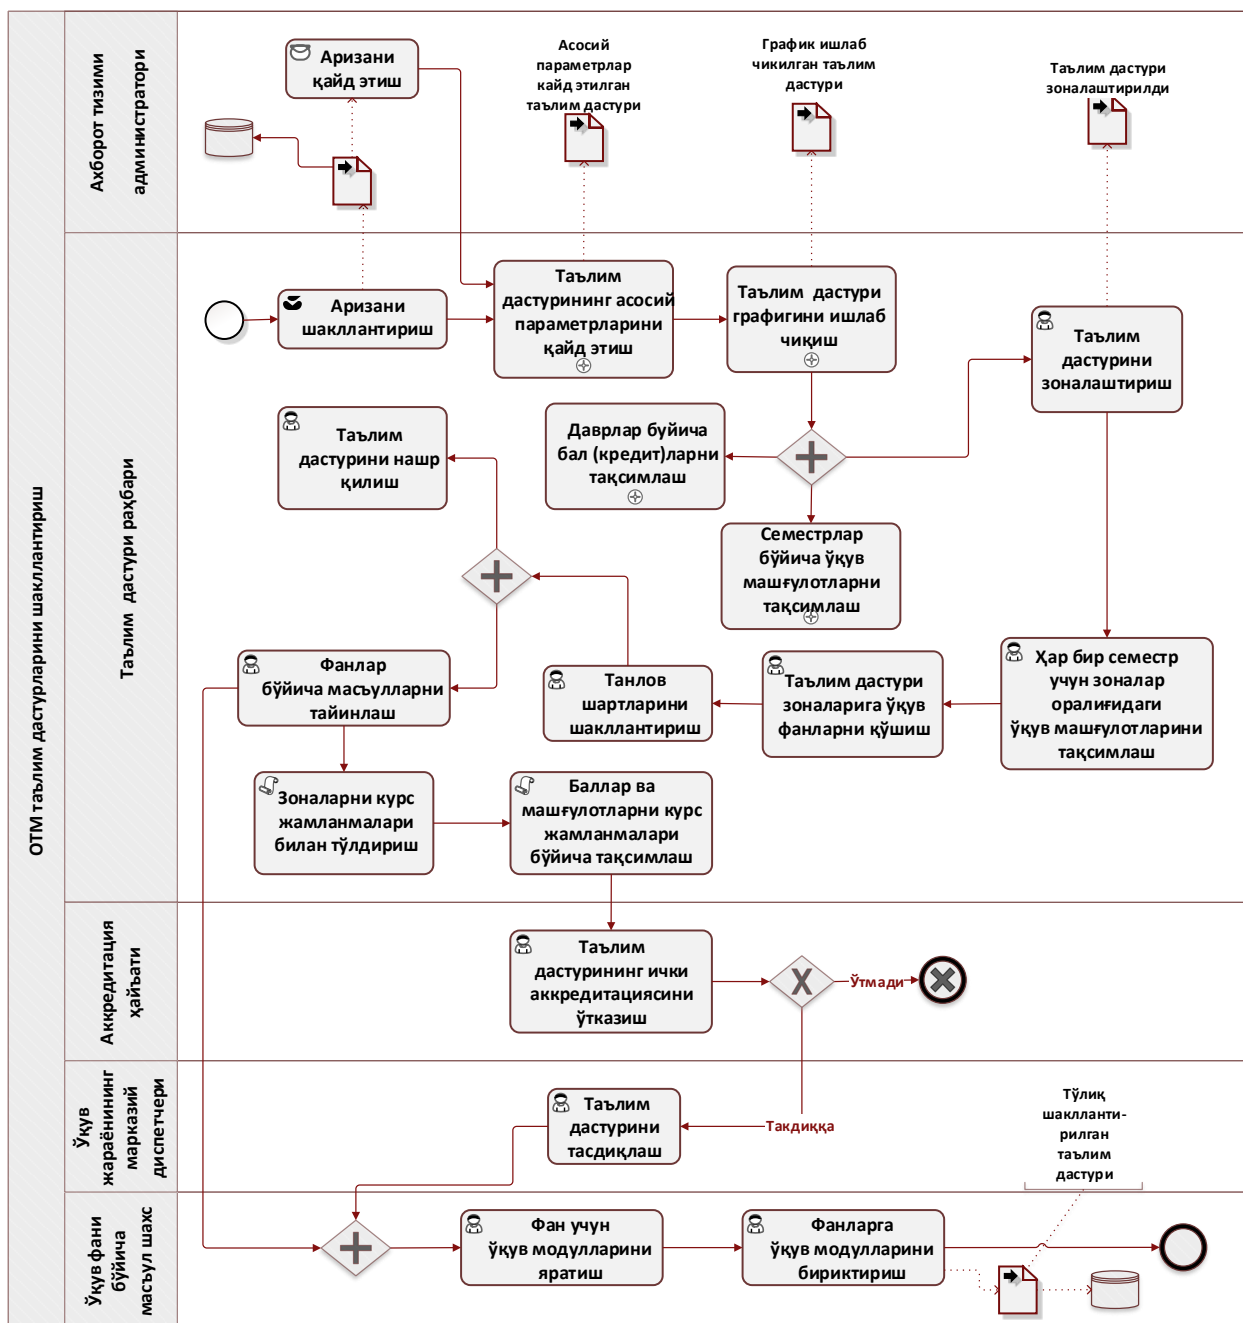 ОТМ таълим дастурларини шакллантириш
Ахборот тизими
администратори
Аризани
қайд этиш
Асосий
параметрлар
кайд этилган
таълим дастури
График ишлаб
чикилган таълим
дастури
Таълим дастури
зоналаштирилди
Таълим дастури раҳбари
Аризани
шакллантириш
Таълим
дастурининг асосий
параметрларини
қайд этиш
Таълим дастури
графигини ишлаб
чиқиш
Таълим
дастурини
зоналаштириш
Таълим
дастурини нашр
қилиш
Даврлар буйича
бал (кредит)ларни
тақсимлаш
Семестрлар
бўйича ўқув
машғулотларни
тақсимлаш
Фанлар
бўйича масъулларни
тайинлаш
Танлов
шартларини
шакллантириш
Таълим дастури
зоналарига ўқув
фанларни қўшиш
Ҳар бир семестр
учун зоналар
оралиғидаги
ўқув машғулотларини
тақсимлаш
Зоналарни курс
жамланмалари
билан тўлдириш
Баллар ва
машғулотларни курс
жамланмалари
бўйича тақсимлаш
Аккредитация
ҳайъати
Таълим
дастурининг ички
аккредитациясини
ўтказиш
X
Ўтмади
Ўқув
жараёнининг
марказий
диспетчери
Таълим
дастурини
тасдиқлаш
Такдиққа
Тўлиқ
шакллланти-
рилган
таълим
дастури
Ўқув фани
бўйича
масъул шахс
Фан учун
ўқув модулларини
яратиш
Фанларга
ўқув модулларини
бириктириш